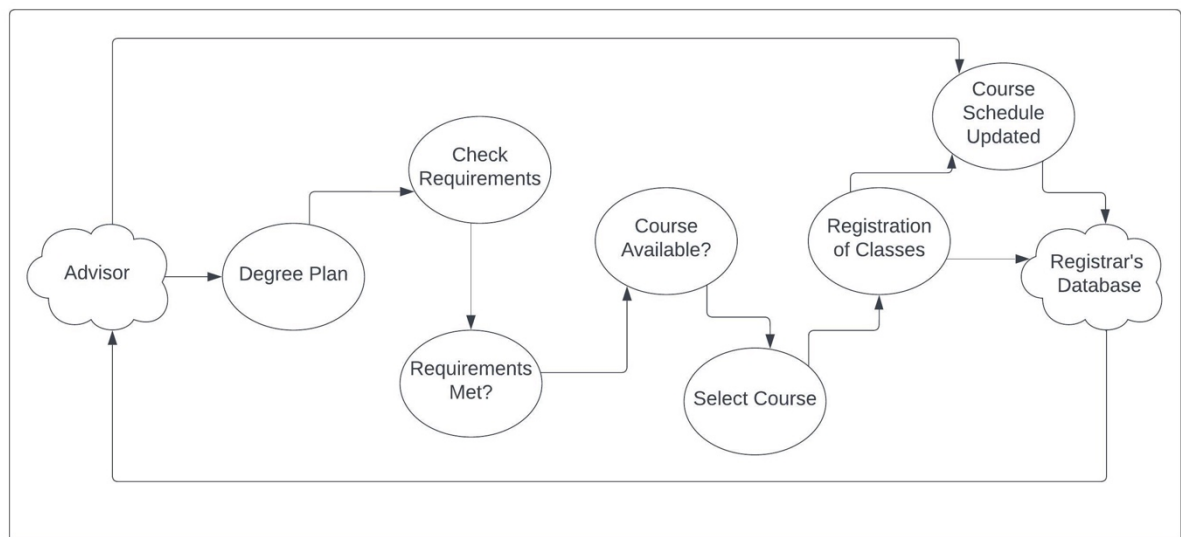 Advisor
Degree Plan
Check
Requirements
Requirements
Met?
Course
Available?
Select Course
Registration
of Classes
Course
Schedule
Updated
Registrar's
Database